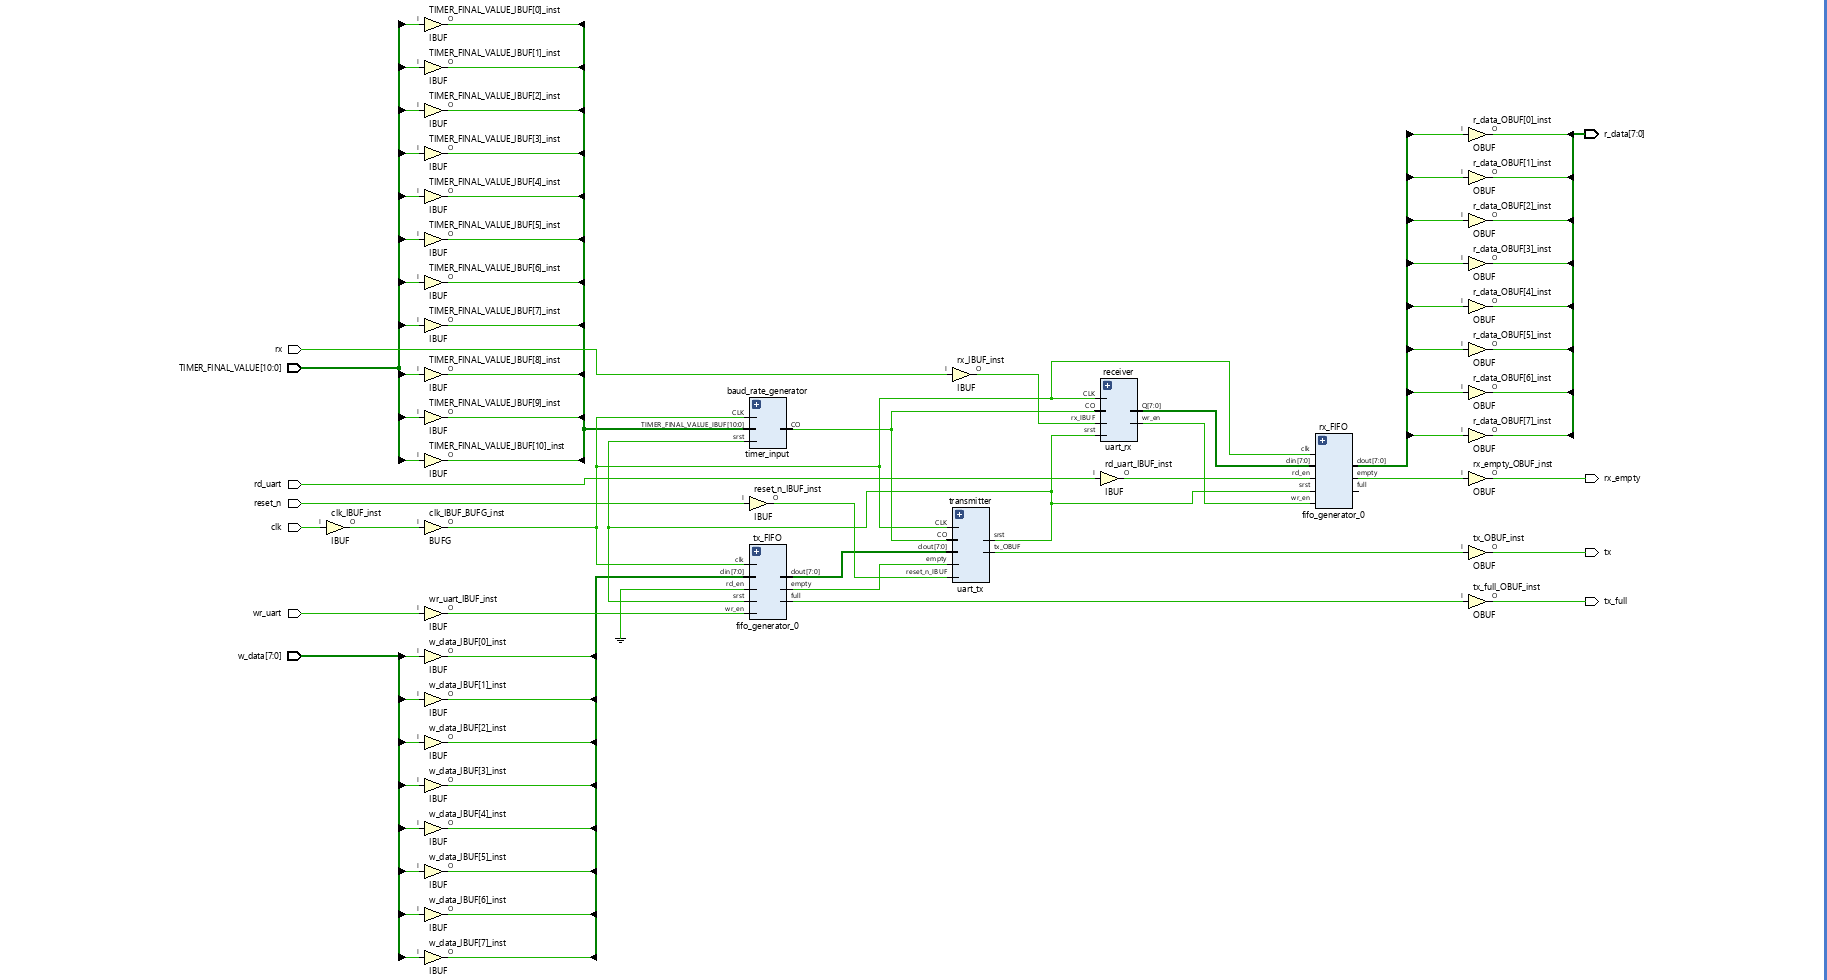 TIMER_FINAL_VALUE_IBUF[0]_inst
I O
IBUF
TIMER_FINAL_VALUE_IBUF[1]_inst
I O
IBUF
TIMER_FINAL_VALUE_IBUF[2]_inst
I O
IBUF
TIMER_FINAL_VALUE_IBUF[3]_inst
I O
IBUF
TIMER_FINAL_VALUE_IBUF[4]_inst
I O
IBUF
TIMER_FINAL_VALUE_IBUF[5]_inst
I O
IBUF
TIMER_FINAL_VALUE_IBUF[6]_inst
I O
IBUF
TIMER_FINAL_VALUE_IBUF[7]_inst
I O
IBUF
rx
TIMER_FINAL_VALUE[10:0]
TIMER_FINAL_VALUE_IBUF[8]_inst
I O
IBUF
TIMER_FINAL_VALUE_IBUF[9]_inst
I O
IBUF
TIMER_FINAL_VALUE_IBUF[10]_inst
I O
IBUF
rd_uart
reset_n
clk
clk_IBUF_inst
I O
IBUF
clk_IBUF_BUFG_inst
I O
BUFG
wr_uart
wr_uart_IBUF_inst
I O
IBUF
w_data[7:0]
w_data_IBUF[0]_inst
I O
IBUF
w_data_IBUF[1]_inst
I O
IBUF
w_data_IBUF[2]_inst
I O
IBUF
w_data_IBUF[3]_inst
I O
IBUF
w_data_IBUF[4]_inst
I O
IBUF
w_data_IBUF[5]_inst
I O
IBUF
w_data_IBUF[6]_inst
I O
IBUF
w_data_IBUF[7]_inst
I O
IBUF
baud_rate_generator
CLK
TIMER_FINAL_VALUE_IBUF[10:0]
srst
CO
timer_input
reset_n_IBUF_inst
I O
IBUF
tx_FIFO
clk
din[7:0]
rd_en
srst
wr_en
dout[7:0]
empty
full
fifo_generator_0
rx_IBUF_inst
I O
IBUF
transmitter
CLK
CO
dout[7:0]
empty
reset_n_IBUF
srst
tx_OBUF
uart_tx
receiver
CLK
CO
rx_IBUF
srst
Q[7:0]
wr_en
uart_rx
rd_uart_IBUF_inst
I O
IBUF
rx_FIFO
clk
din[7:0]
rd_en
srst
wr_en
dout[7:0]
empty
full
fifo_generator_0
r_data_OBUF[0]_inst
I O
OBUF
r_data[7:0]
r_data_OBUF[1]_inst
I O
OBUF
r_data_OBUF[2]_inst
I O
OBUF
r_data_OBUF[3]_inst
I O
OBUF
r_data_OBUF[4]_inst
I O
OBUF
r_data_OBUF[5]_inst
I O
OBUF
r_data_OBUF[6]_inst
I O
OBUF
r_data_OBUF[7]_inst
I O
OBUF
rx_empty_OBUF_inst
I O
OBUF
rx_empty
tx_OBUF_inst
I O
OBUF
tx
tx_full_OBUF_inst
I O
OBUF
tx_full